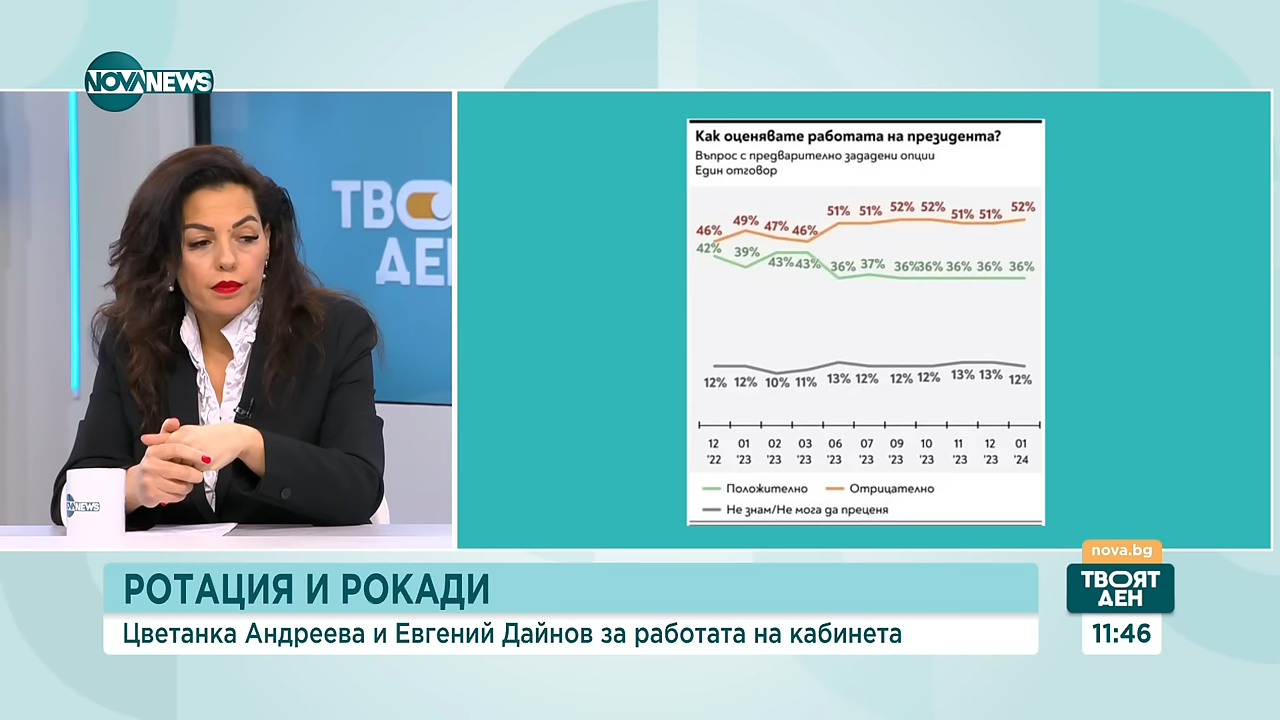 NOVANEWS
ТВО
ДЕ
Как оценявате работата на президента?
Въпрос с предварително зададени опции
Един отговор
46% 49% 47% 46% 51% 51% 52% 52% 51% 51% 52%
42% 39% 43% 43% 36% 37% 36% 36% 36% 36% 36%
12% 12% 10% 11% 13% 12% 12% 12% 13% 13% 12%
12 01 02 03 06 07 09 10 11 12 01
'22 '23 '23 '23 '23 '23 '23 '23 '23 '23 '24
Положително Отрицателно
Не знам/Не мога да преценя
NOVANEWS
nova.bg
РОТАЦИЯ И РОКАДИ
ТВОЯТ
ДЕН
Цветанка Андреева и Евгений Дайнов за работата на кабинета
11:46